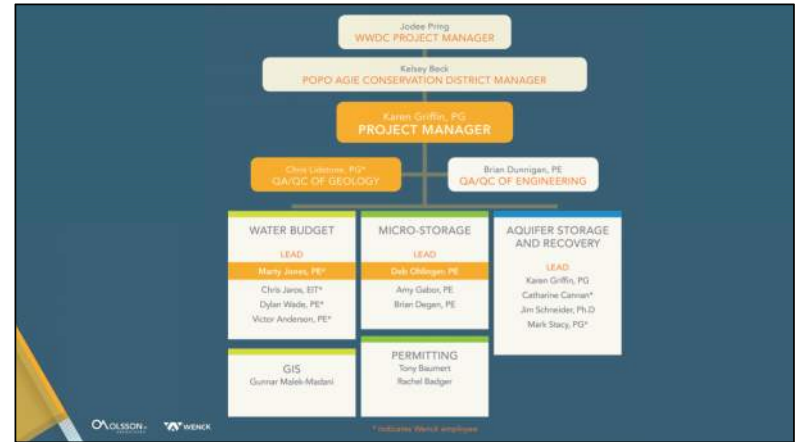 Jodee Pring
WWDC PROJECT MANAGER
Kelsey Beck
POPO AGIE CONSERVATION DISTRICT MANAGER
Karen Griffin, PG
PROJECT MANAGER
Chris Lidstone, PG*
QA/QC OF GEOLOGY
Brian Dunnigan, PE
QA/QC OF ENGINEERING
WATER BUDGET
LEAD
Marty Jones, PE*
Chris Jaros, EIT*
Dylan Wade, PE*
Victor Anderson, PE*
MICRO-STORAGE
LEAD
Deb Ohlinger, PE
Amy Gabor, PE
Brian Degen, PE
AQUIFER STORAGE
AND RECOVERY
LEAD
Karen Griffin, PG
Catharine Cannan*
Jim Schneider, Ph.D
Mark Stacy, PG*
GIS
Gunnar Malek-Madani
PERMITTING
Tony Baumert
Rachel Badger
OLSSON
WENCK
* Indicates Wenck employee